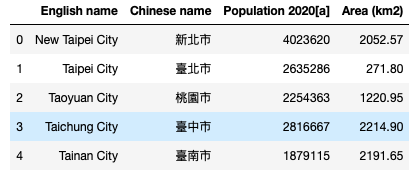 English name Chinese name Population 2020[a] Area (km2)
0 New Taipei City 新北市 4023620 2052.57
1 Taipei City 臺北市 2635286 271.80
2 Taoyuan City 桃園市 2254363 1220.95
3 Taichung City 臺中市 2816667 2214.90
4 Tainan City 臺南市 1879115 2191.65